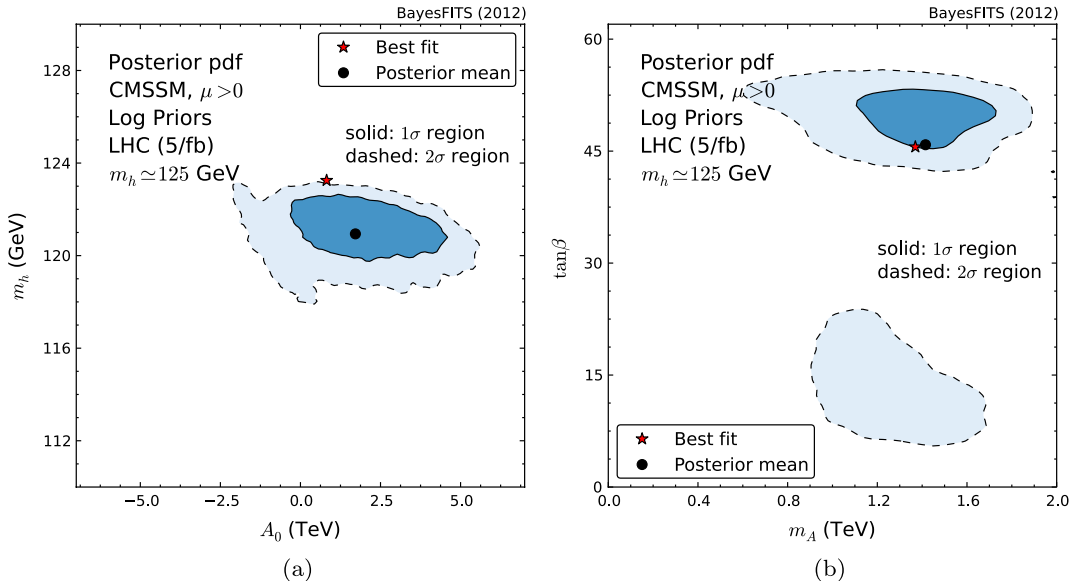 BayesFITS (2012)
Posterior pdf
CMSSM, μ >0
Log Priors
LHC (5/fb)
m_h ≃125 GeV
Best fit
Posterior mean
solid: 1σ region
dashed: 2σ region
128
124
120
116
112
m_h (GeV)
−5.0
−2.5
0.0
2.5
5.0
A_0 (TeV)
(a)
BayesFITS (2012)
Posterior pdf
CMSSM, μ >0
Log Priors
LHC (5/fb)
m_h ≃125 GeV
solid: 1σ region
dashed: 2σ region
Best fit
Posterior mean
60
45
30
15
0
tanβ
0.0
0.4
0.8
1.2
1.6
2.0
m_A (TeV)
(b)